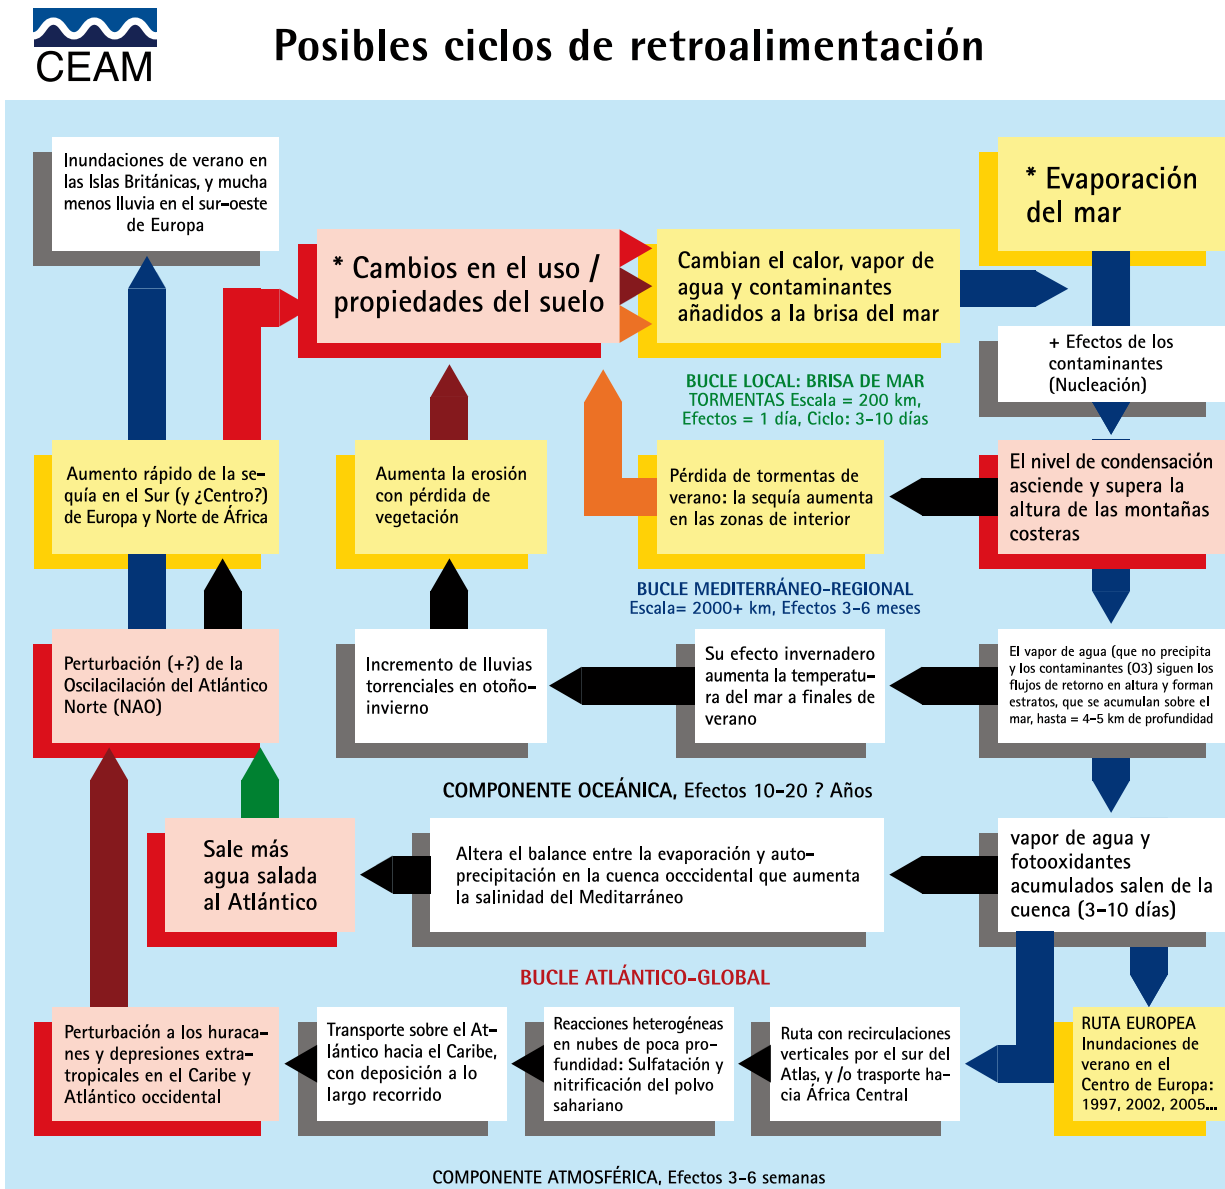 CEAM
Posibles ciclos de retroalimentación
Inundaciones de verano en
las Islas Británicas, y mucha
menos lluvia en el sur-oeste
de Europa
* Cambios en el uso /
propiedades del suelo
Cambian el calor, vapor de
agua y contaminantes
añadidos a la brisa del mar
* Evaporación
del mar
+ Efectos de los
contaminantes
(Nucleación)
BUCLE LOCAL: BRISA DE MAR
TORMENTAS Escala = 200 km,
Efectos = 1 día, Ciclo: 3-10 días
Aumento rápido de la se-
quía en el Sur (y ¿Centro?)
de Europa y Norte de África
Aumenta la erosión
con pérdida de
vegetación
Pérdida de tormentas de
verano: la sequía aumenta
en las zonas de interior
El nivel de condensación
asciende y supera la
altura de las montañas
costeras
BUCLE MEDITERRÁNEO-REGIONAL
Escala= 2000+ km, Efectos 3-6 meses
Perturbación (+?) de la
Oscilacilación del Atlántico
Norte (NAO)
Incremento de lluvias
torrenciales en otoño-
invierno
Su efecto invernadero
aumenta la temperatu-
ra del mar a finales de
verano
El vapor de agua (que no precipita
y los contaminantes (O3) siguen los
flujos de retorno en altura y forman
estratos, que se acumulan sobre el
mar, hasta = 4-5 km de profundidad
COMPONENTE OCEÁNICA, Efectos 10-20 ? Años
Sale más
agua salada
al Atlántico
Altera el balance entre la evaporación y auto-
precipitación en la cuenca occcidental que aumenta
la salinidad del Meditarráneo
vapor de agua y
fotooxidantes
acumulados salen de la
cuenca (3-10 días)
BUCLE ATLÁNTICO-GLOBAL
Perturbación a los huraca-
nes y depresiones extra-
tropicales en el Caribe y
Atlántico occidental
Transporte sobre el At-
lántico hacia el Caribe,
con deposición a lo
largo recorrido
Reacciones heterogéneas
en nubes de poca pro-
fundidad: Sulfatación y
nitrificación del polvo
sahariano
Ruta con recirculaciones
verticales por el sur del
Atlas, y /o trasporte ha-
cia África Central
RUTA EUROPEA
Inundaciones de
verano en el
Centro de Europa:
1997, 2002, 2005...
COMPONENTE ATMOSFÉRICA, Efectos 3-6 semanas